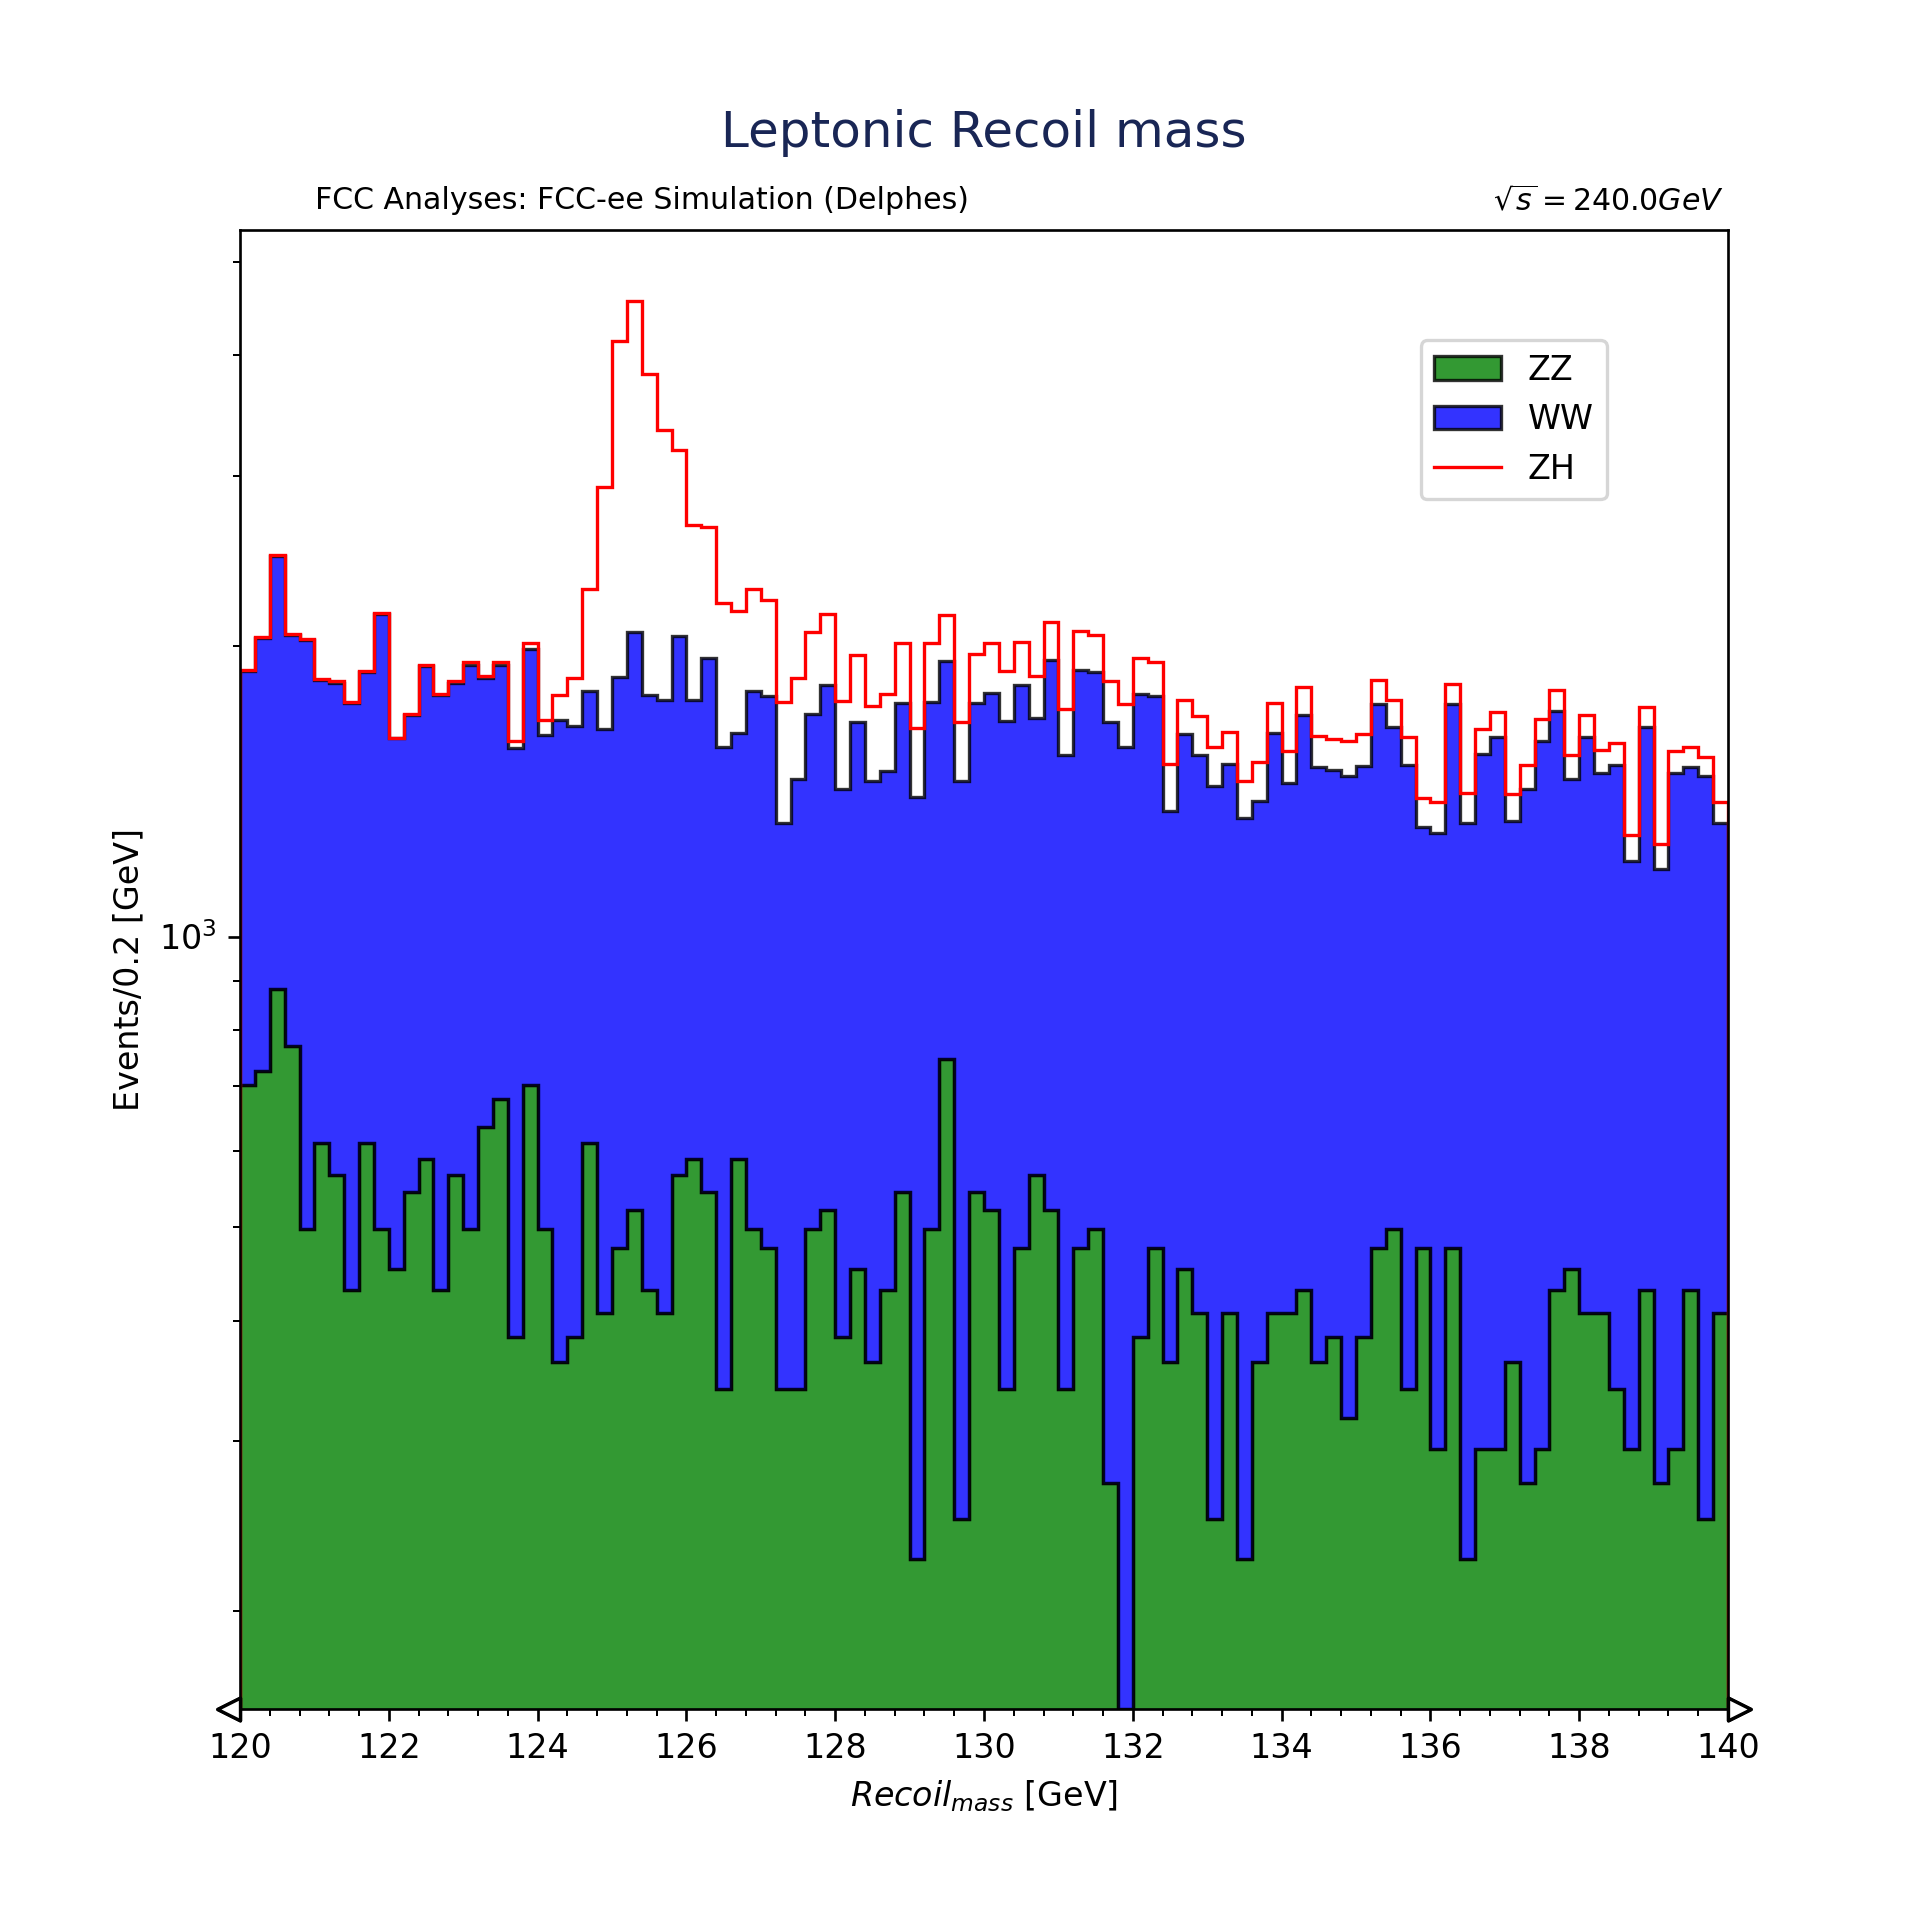 Leptonic Recoil mass
FCC Analyses: FCC-ee Simulation (Delphes)
√s = 240.0GeV
ZZ
WW
ZH
Events/0.2 [GeV]
10³
120 122 124 126 128 130 132 134 136 138 140
Recoil_mass [GeV]